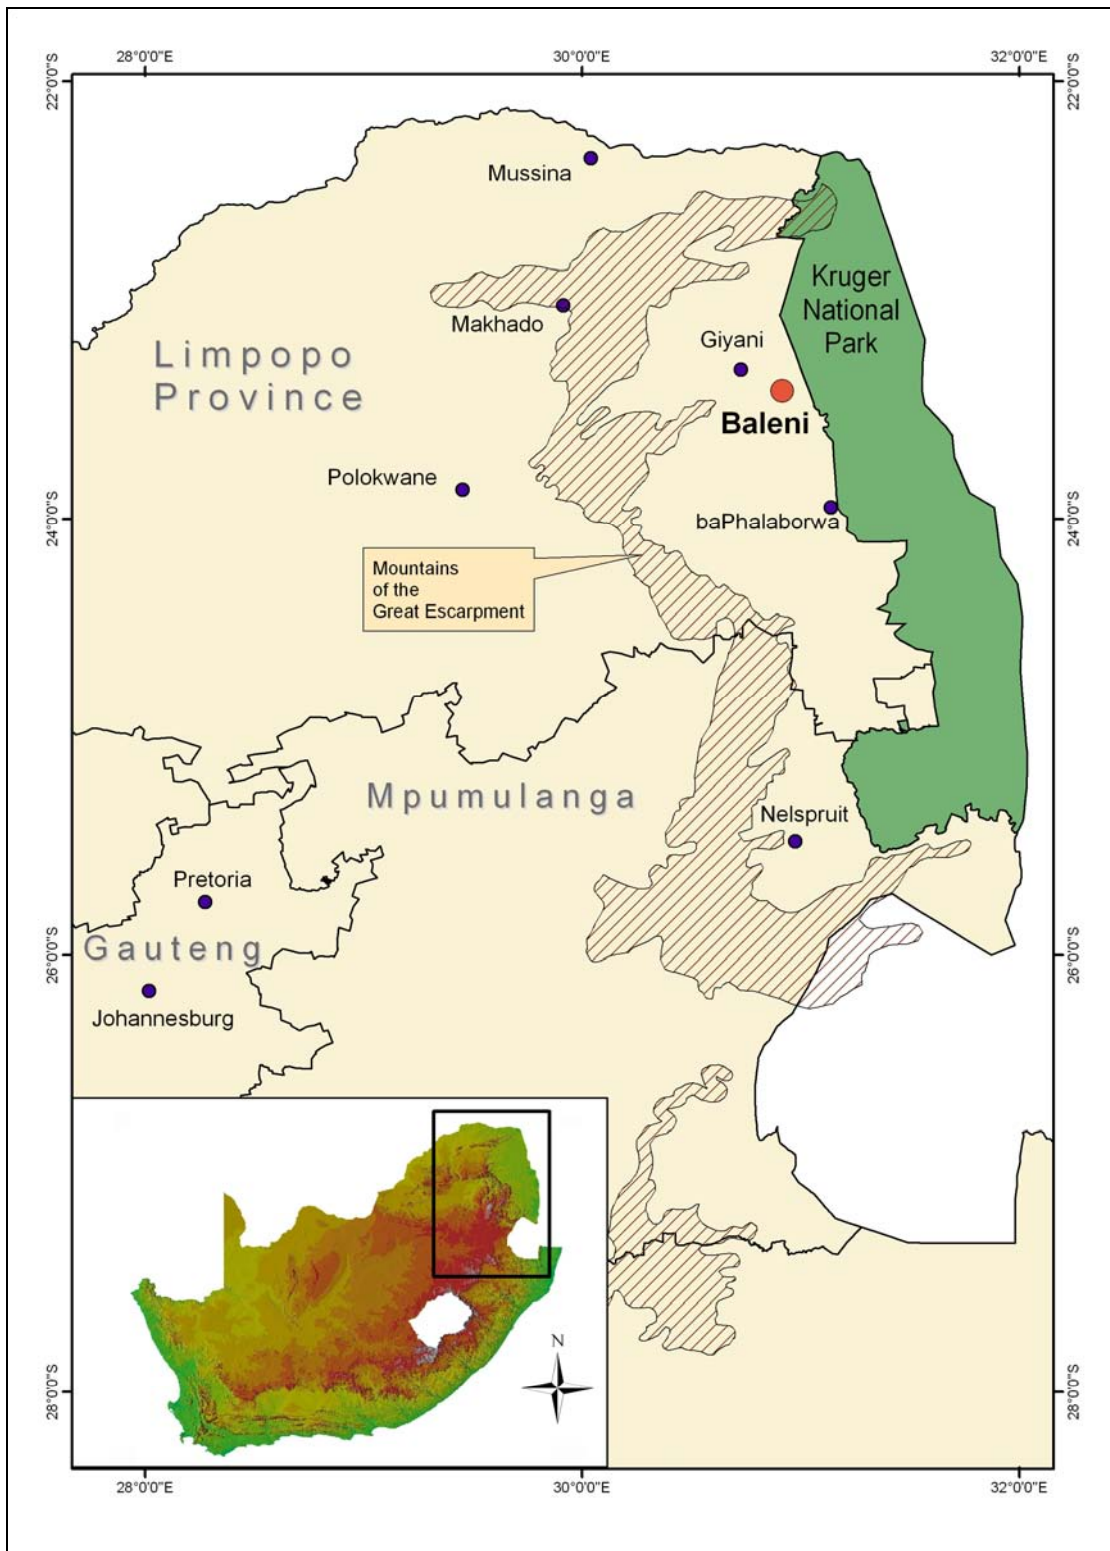 28°0'0"E
30°0'0"E
32°0'0"E
22°0'0"S
22°0'0"S
Mussina
Kruger
National
Park
Makhado
Giyani
Limpopo
Province
Baleni
Polokwane
baPhalaborwa
24°0'0"S
24°0'0"S
Mountains
of the
Great Escarpment
Mpumulanga
Nelspruit
Pretoria
Gauteng
26°0'0"S
26°0'0"S
Johannesburg
N
28°0'0"S
28°0'0"S
28°0'0"E
30°0'0"E
32°0'0"E